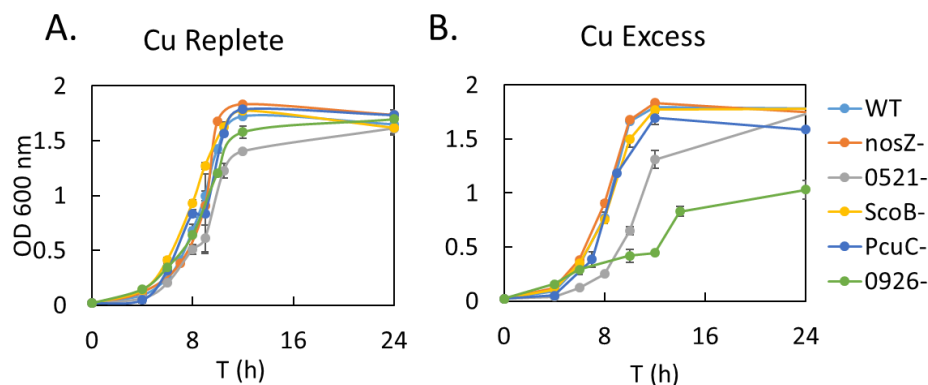 A.
Cu Replete
2
1.5
1
0.5
0
0
8
16
24
OD 600 nm
T (h)
B.
Cu Excess
2
1.5
1
0.5
0
0
8
16
24
T (h)
WT
nosZ-
0521-
ScoB-
PcuC-
0926-